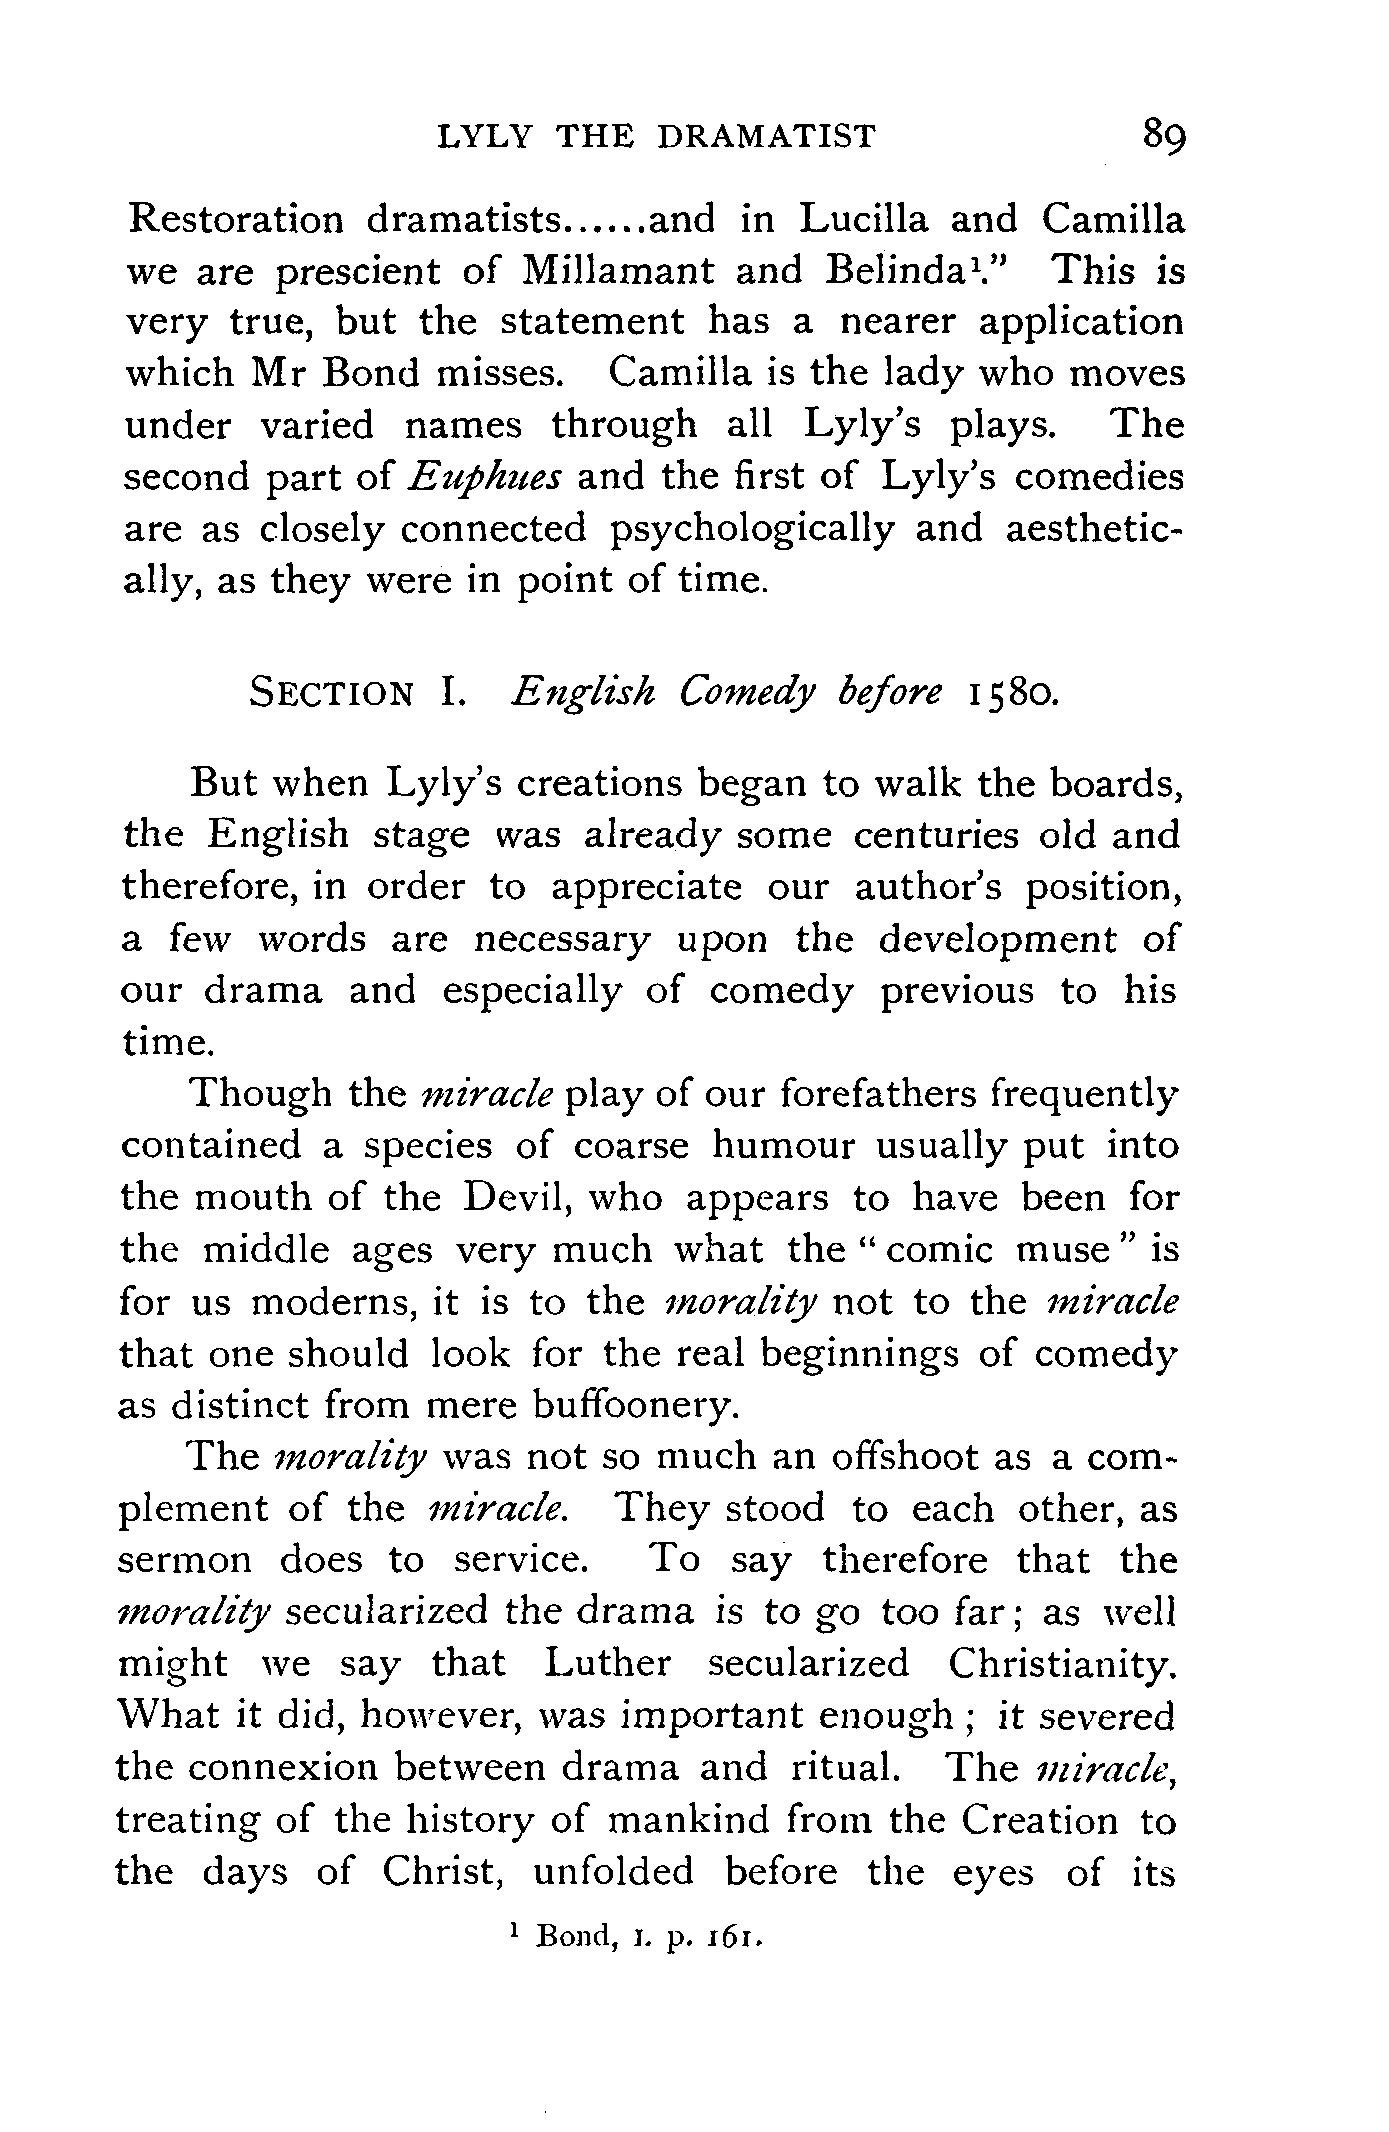 LYLY THE DRAMATIST 89
Restoration dramatists......and in Lucilla and Camilla
we are prescient of Millamant and Belinda¹." This is
very true, but the statement has a nearer application
which Mr Bond misses. Camilla is the lady who moves
under varied names through all Lyly's plays. The
second part of Euphues and the first of Lyly's comedies
are as closely connected psychologically and aesthetic-
ally, as they were in point of time.
SECTION I. English Comedy before 1580.
But when Lyly's creations began to walk the boards,
the English stage was already some centuries old and
therefore, in order to appreciate our author's position,
a few words are necessary upon the development of
our drama and especially of comedy previous to his
time.
Though the miracle play of our forefathers frequently
contained a species of coarse humour usually put into
the mouth of the Devil, who appears to have been for
the middle ages very much what the "comic muse" is
for us moderns, it is to the morality not to the miracle
that one should look for the real beginnings of comedy
as distinct from mere buffoonery.
The morality was not so much an offshoot as a com-
plement of the miracle. They stood to each other, as
sermon does to service. To say therefore that the
morality secularized the drama is to go too far; as well
might we say that Luther secularized Christianity.
What it did, however, was important enough; it severed
the connexion between drama and ritual. The miracle,
treating of the history of mankind from the Creation to
the days of Christ, unfolded before the eyes of its
¹ Bond, I. p. 161.